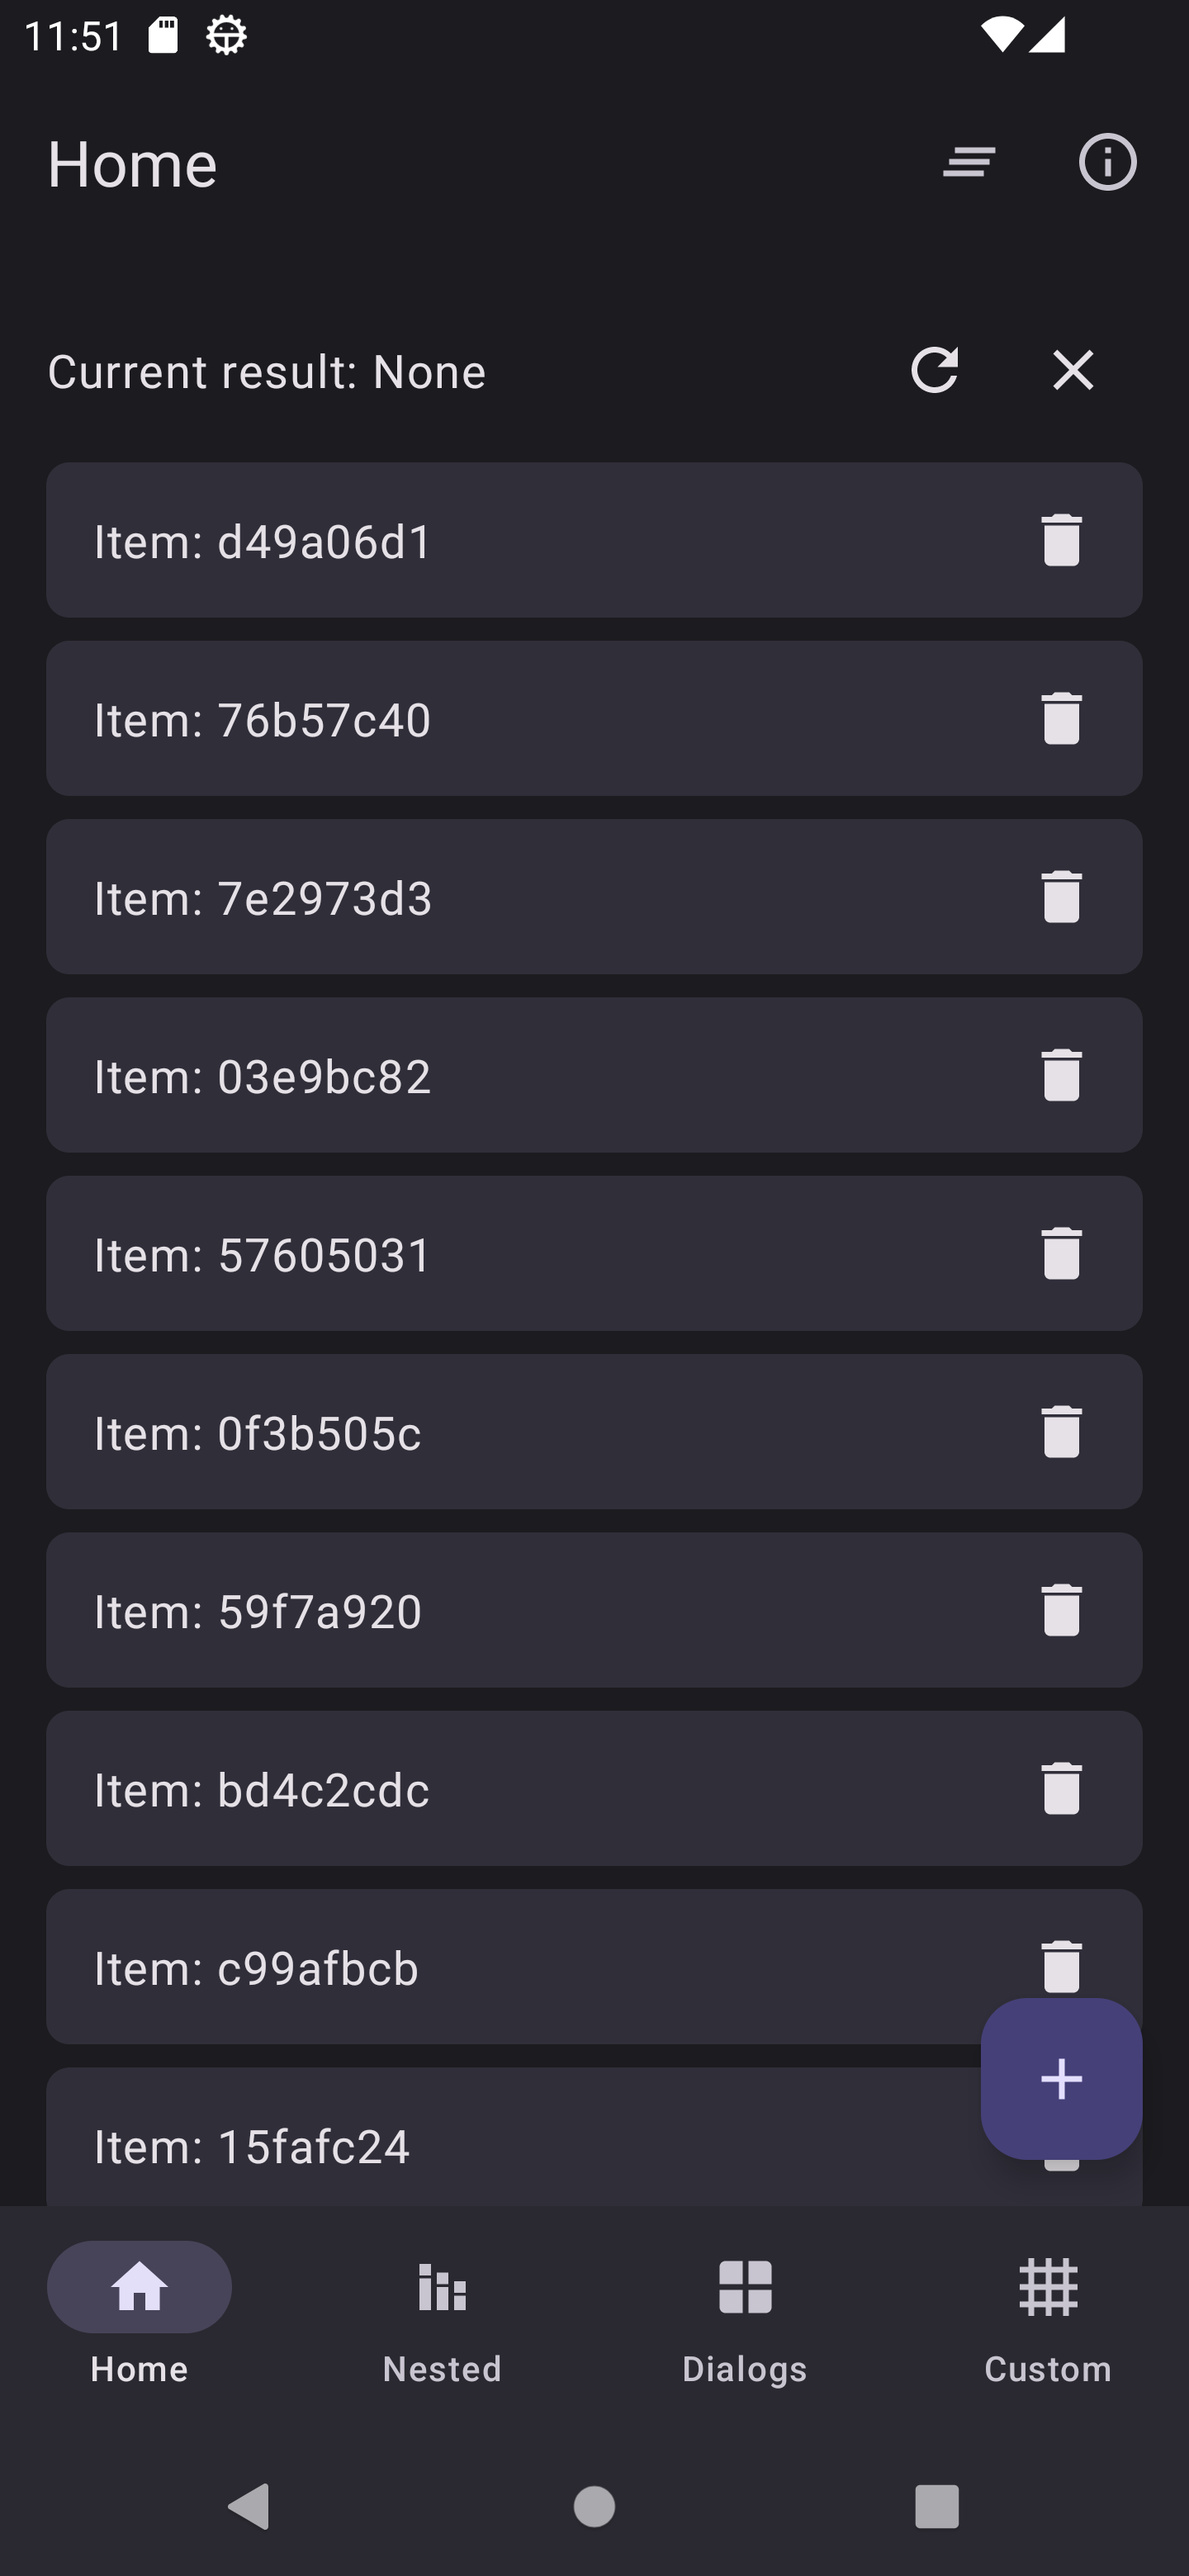 11:51
Home
Current result: None
Item: d49a06d1
Item: 76b57c40
Item: 7e2973d3
Item: 03e9bc82
Item: 57605031
Item: 0f3b505c
Item: 59f7a920
Item: bd4c2cdc
Item: c99afbcb
Item: 15fafc24
Home
Nested
Dialogs
Custom